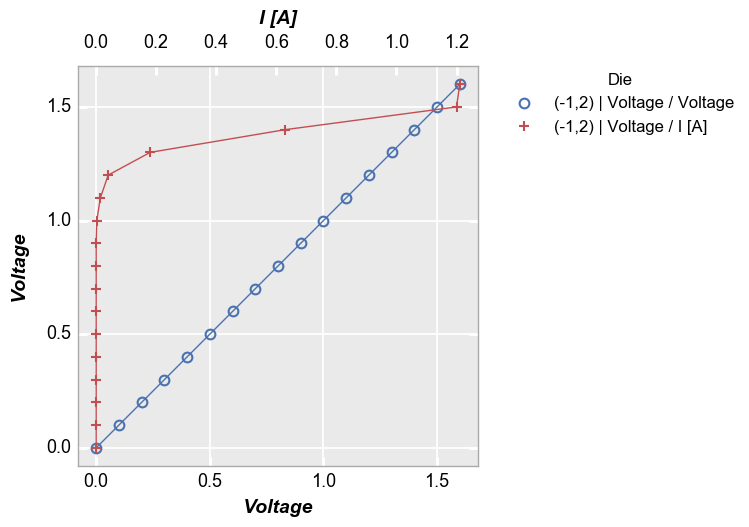 I [A]
0.0 0.2 0.4 0.6 0.8 1.0 1.2
Die
(-1,2) | Voltage / Voltage
(-1,2) | Voltage / I [A]
1.5
1.0
0.5
0.0
Voltage
0.0 0.5 1.0 1.5
Voltage